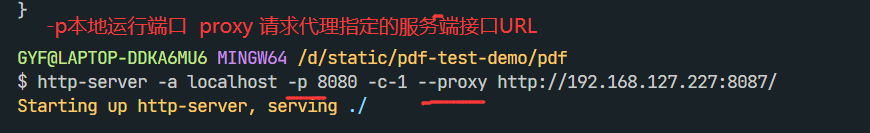 }
-p本地运行端口  proxy 请求代理指定的服务端接口URL
GYF@LAPTOP-DDKA6MU6 MINGW64 /d/static/pdf-test-demo/pdf
$ http-server -a localhost -p 8080 -c-1 --proxy http://192.168.127.227:8087/
Starting up http-server, serving ./